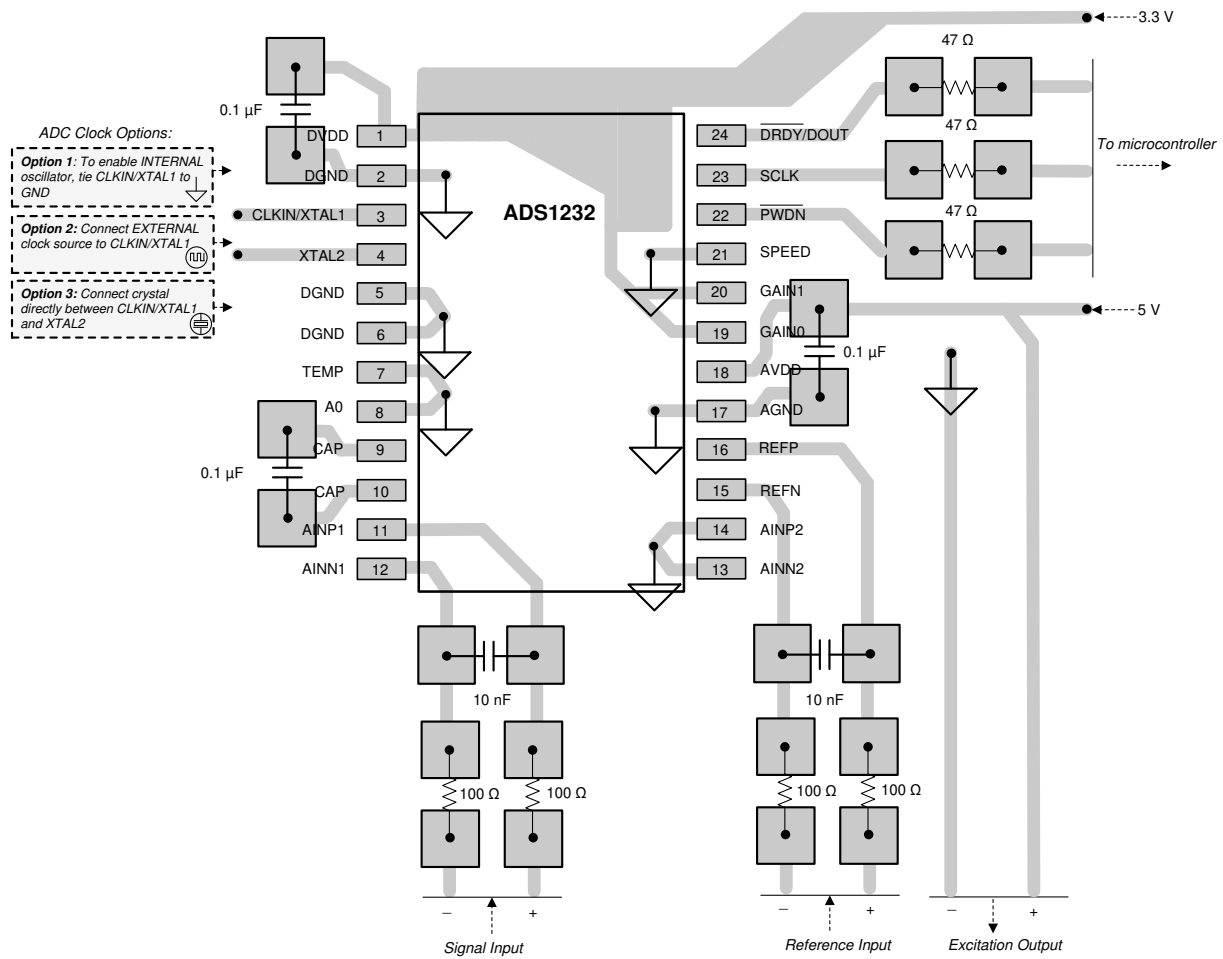 3.3 V
47 Ω
0.1 µF
DVDD 1
24 DRDY/DOUT
ADC Clock Options:
47 Ω
To microcontroller
Option 1: To enable INTERNAL
oscillator, tie CLKIN/XTAL1 to
GND
DGND 2
23 SCLK
ADS1232
47 Ω
CLKIN/XTAL1 3
22 PWDN
Option 2: Connect EXTERNAL
clock source to CLKIN/XTAL1
XTAL2 4
21 SPEED
Option 3: Connect crystal
directly between CLKIN/XTAL1
and XTAL2
DGND 5
20 GAIN1
5 V
DGND 6
19 GAIN0
0.1 µF
TEMP 7
18 AVDD
A0 8
17 AGND
CAP 9
16 REFP
0.1 µF
CAP 10
15 REFN
AINP1 11
14 AINP2
AINN1 12
13 AINN2
10 nF
10 nF
100 Ω
100 Ω
100 Ω
100 Ω
– +
– +
– +
Signal Input
Reference Input
Excitation Output